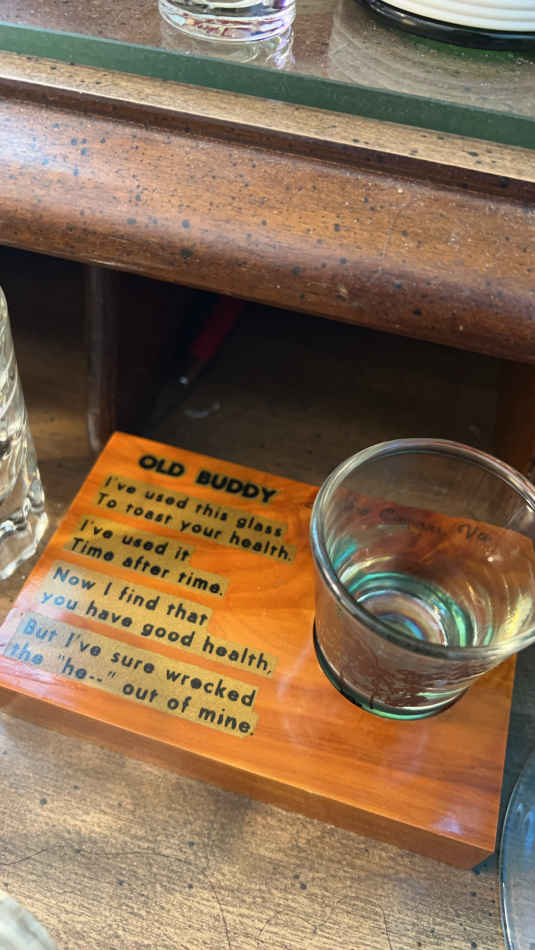 OLD BUDDY
I've used this glass
To toast your health.
I've used it
Time after time.
Now I find that
you have good health,
But I've sure wrecked
the "he--" out of mine.